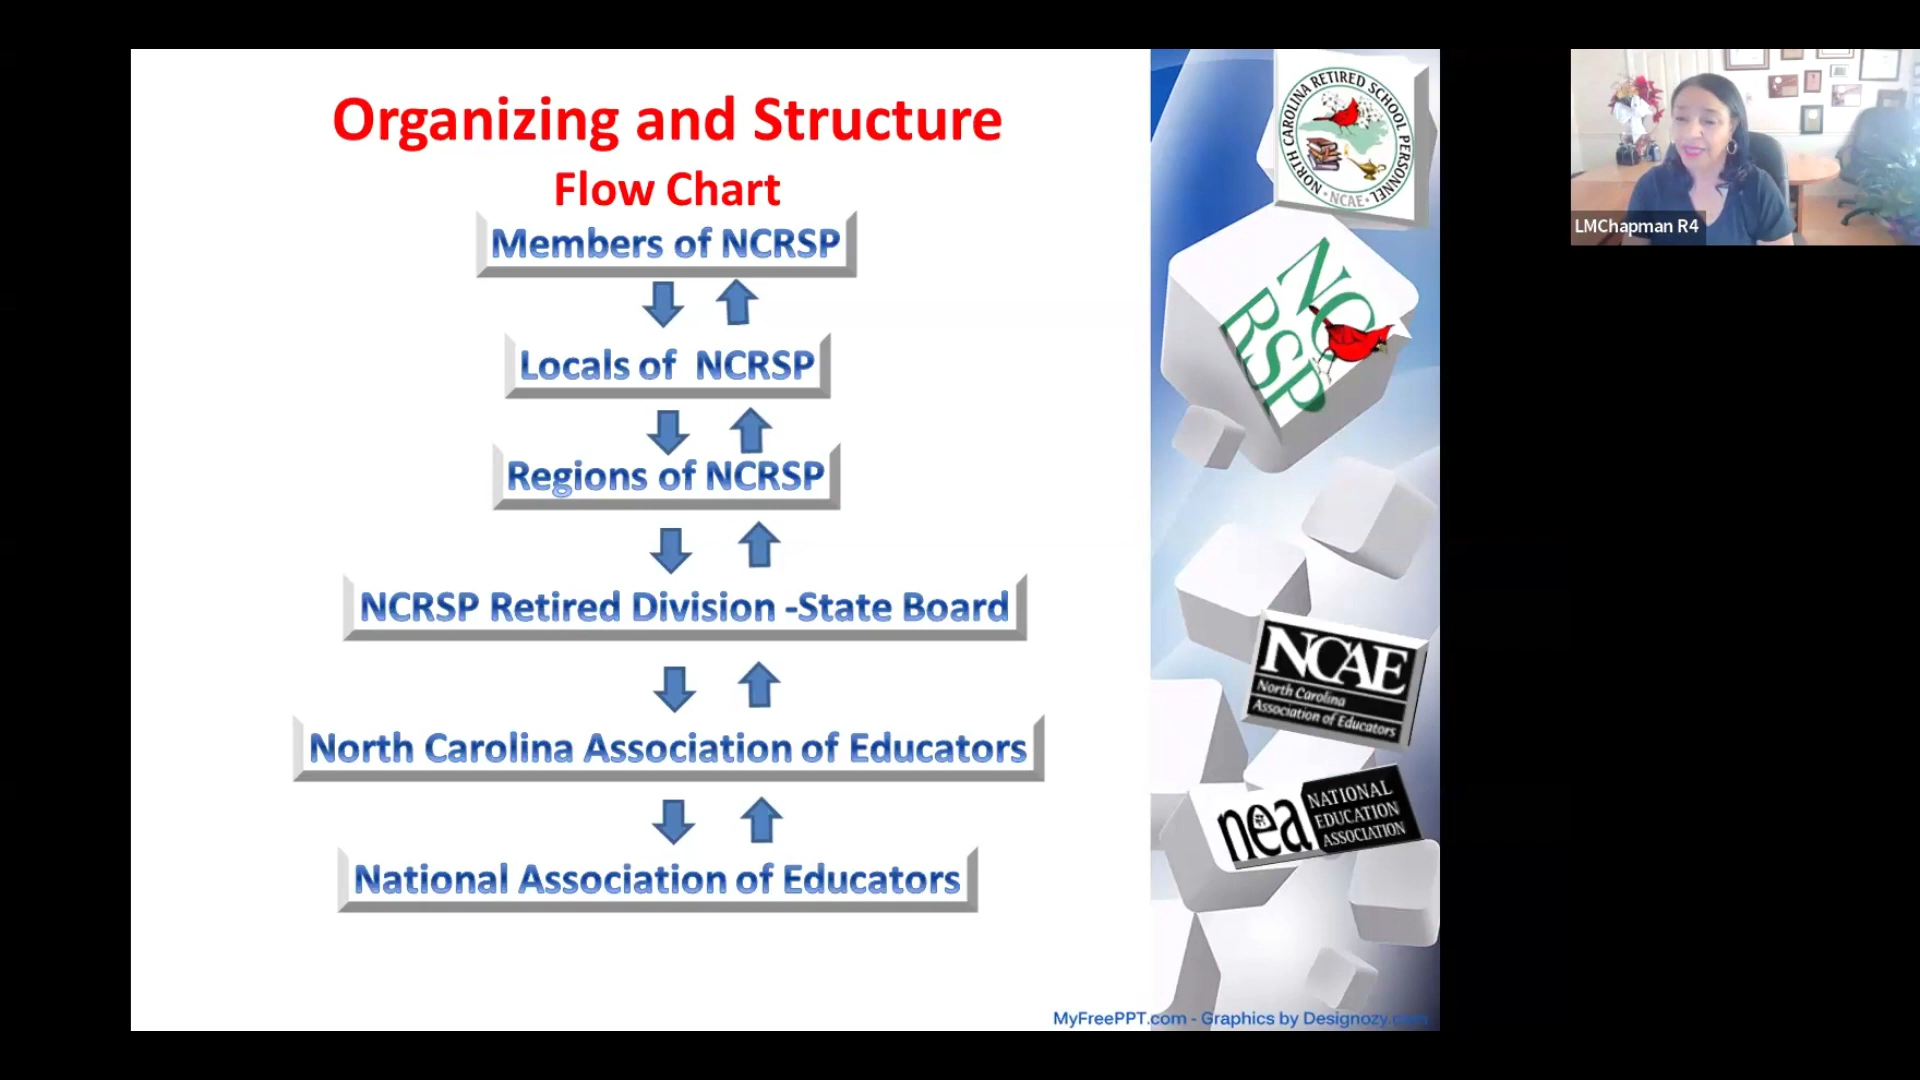 Organizing and Structure
Flow Chart
Members of NCRSP
Locals of NCRSP
Regions of NCRSP
NCRSP Retired Division -State Board
North Carolina Association of Educators
National Association of Educators
NORTH CAROLINA RETIRED SCHOOL PERSONNEL
• NCAE •
NC
RSP
NCAE
North Carolina
Association of Educators
nea
NATIONAL
EDUCATION
ASSOCIATION
MyFreePPT.com - Graphics by Designozy.com
LMChapman R4